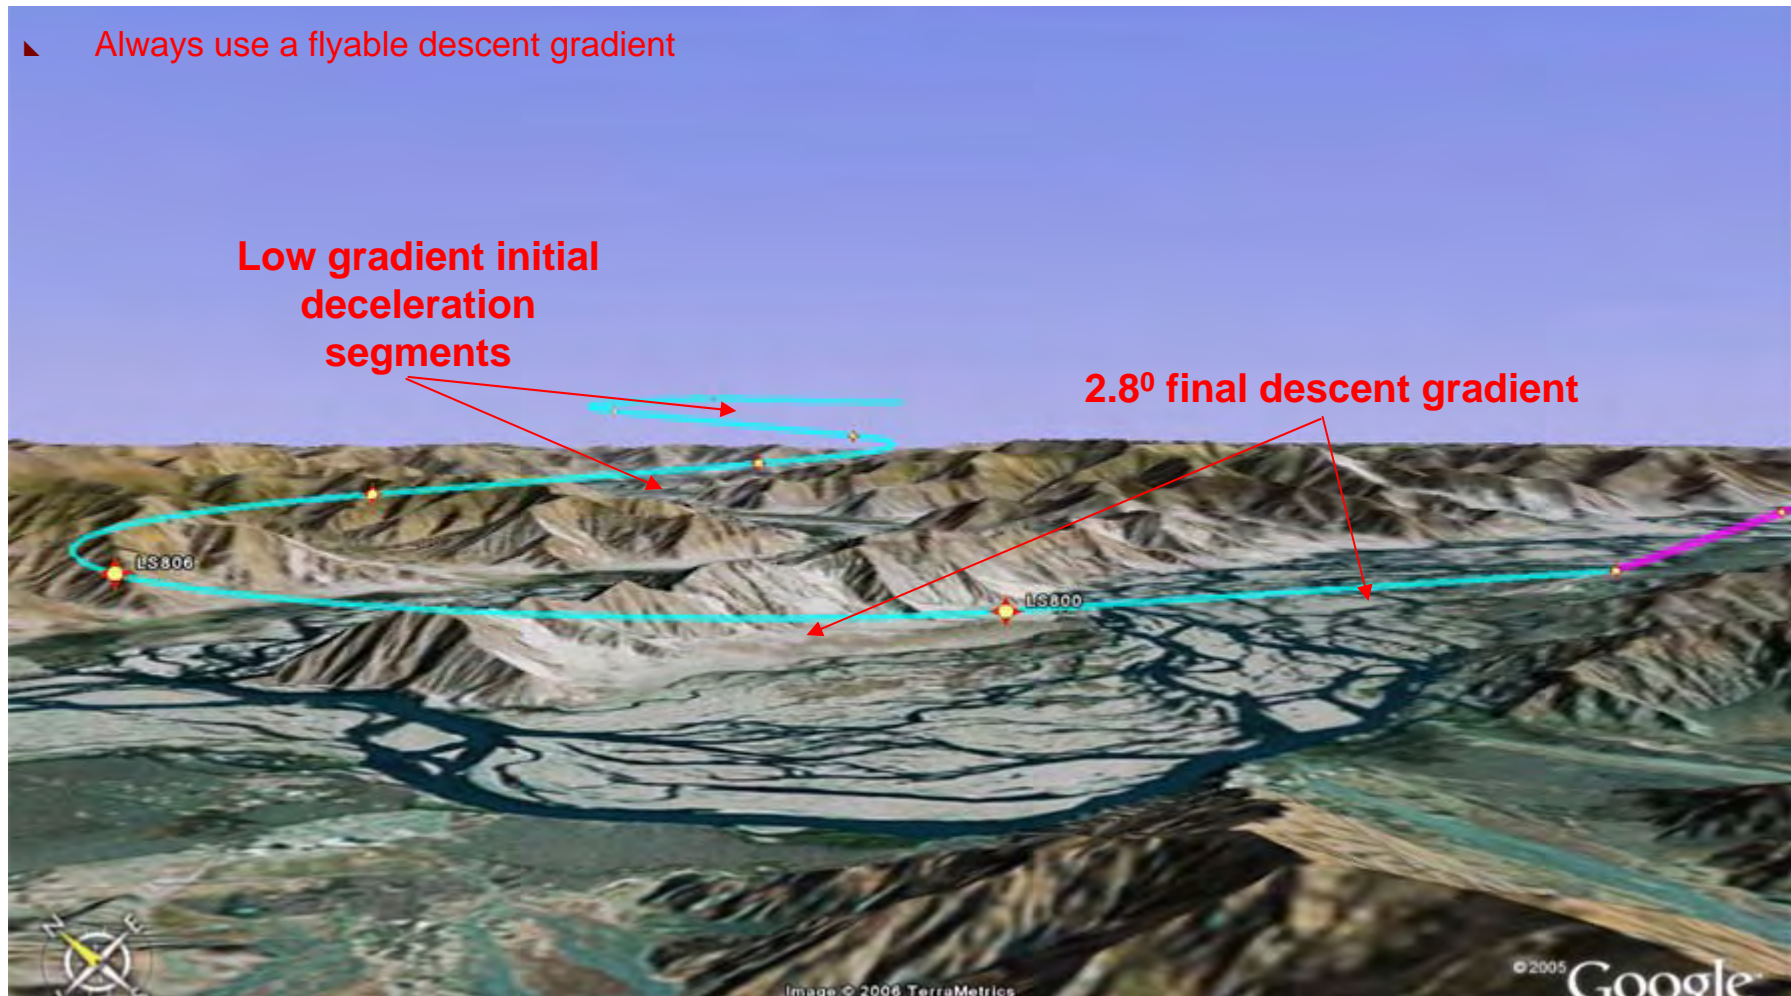 Always use a flyable descent gradient
Low gradient initial
deceleration
segments
2.8⁰ final descent gradient
LS806
LS800
N
E
Image © 2006 TerraMetrics
©2005 Google